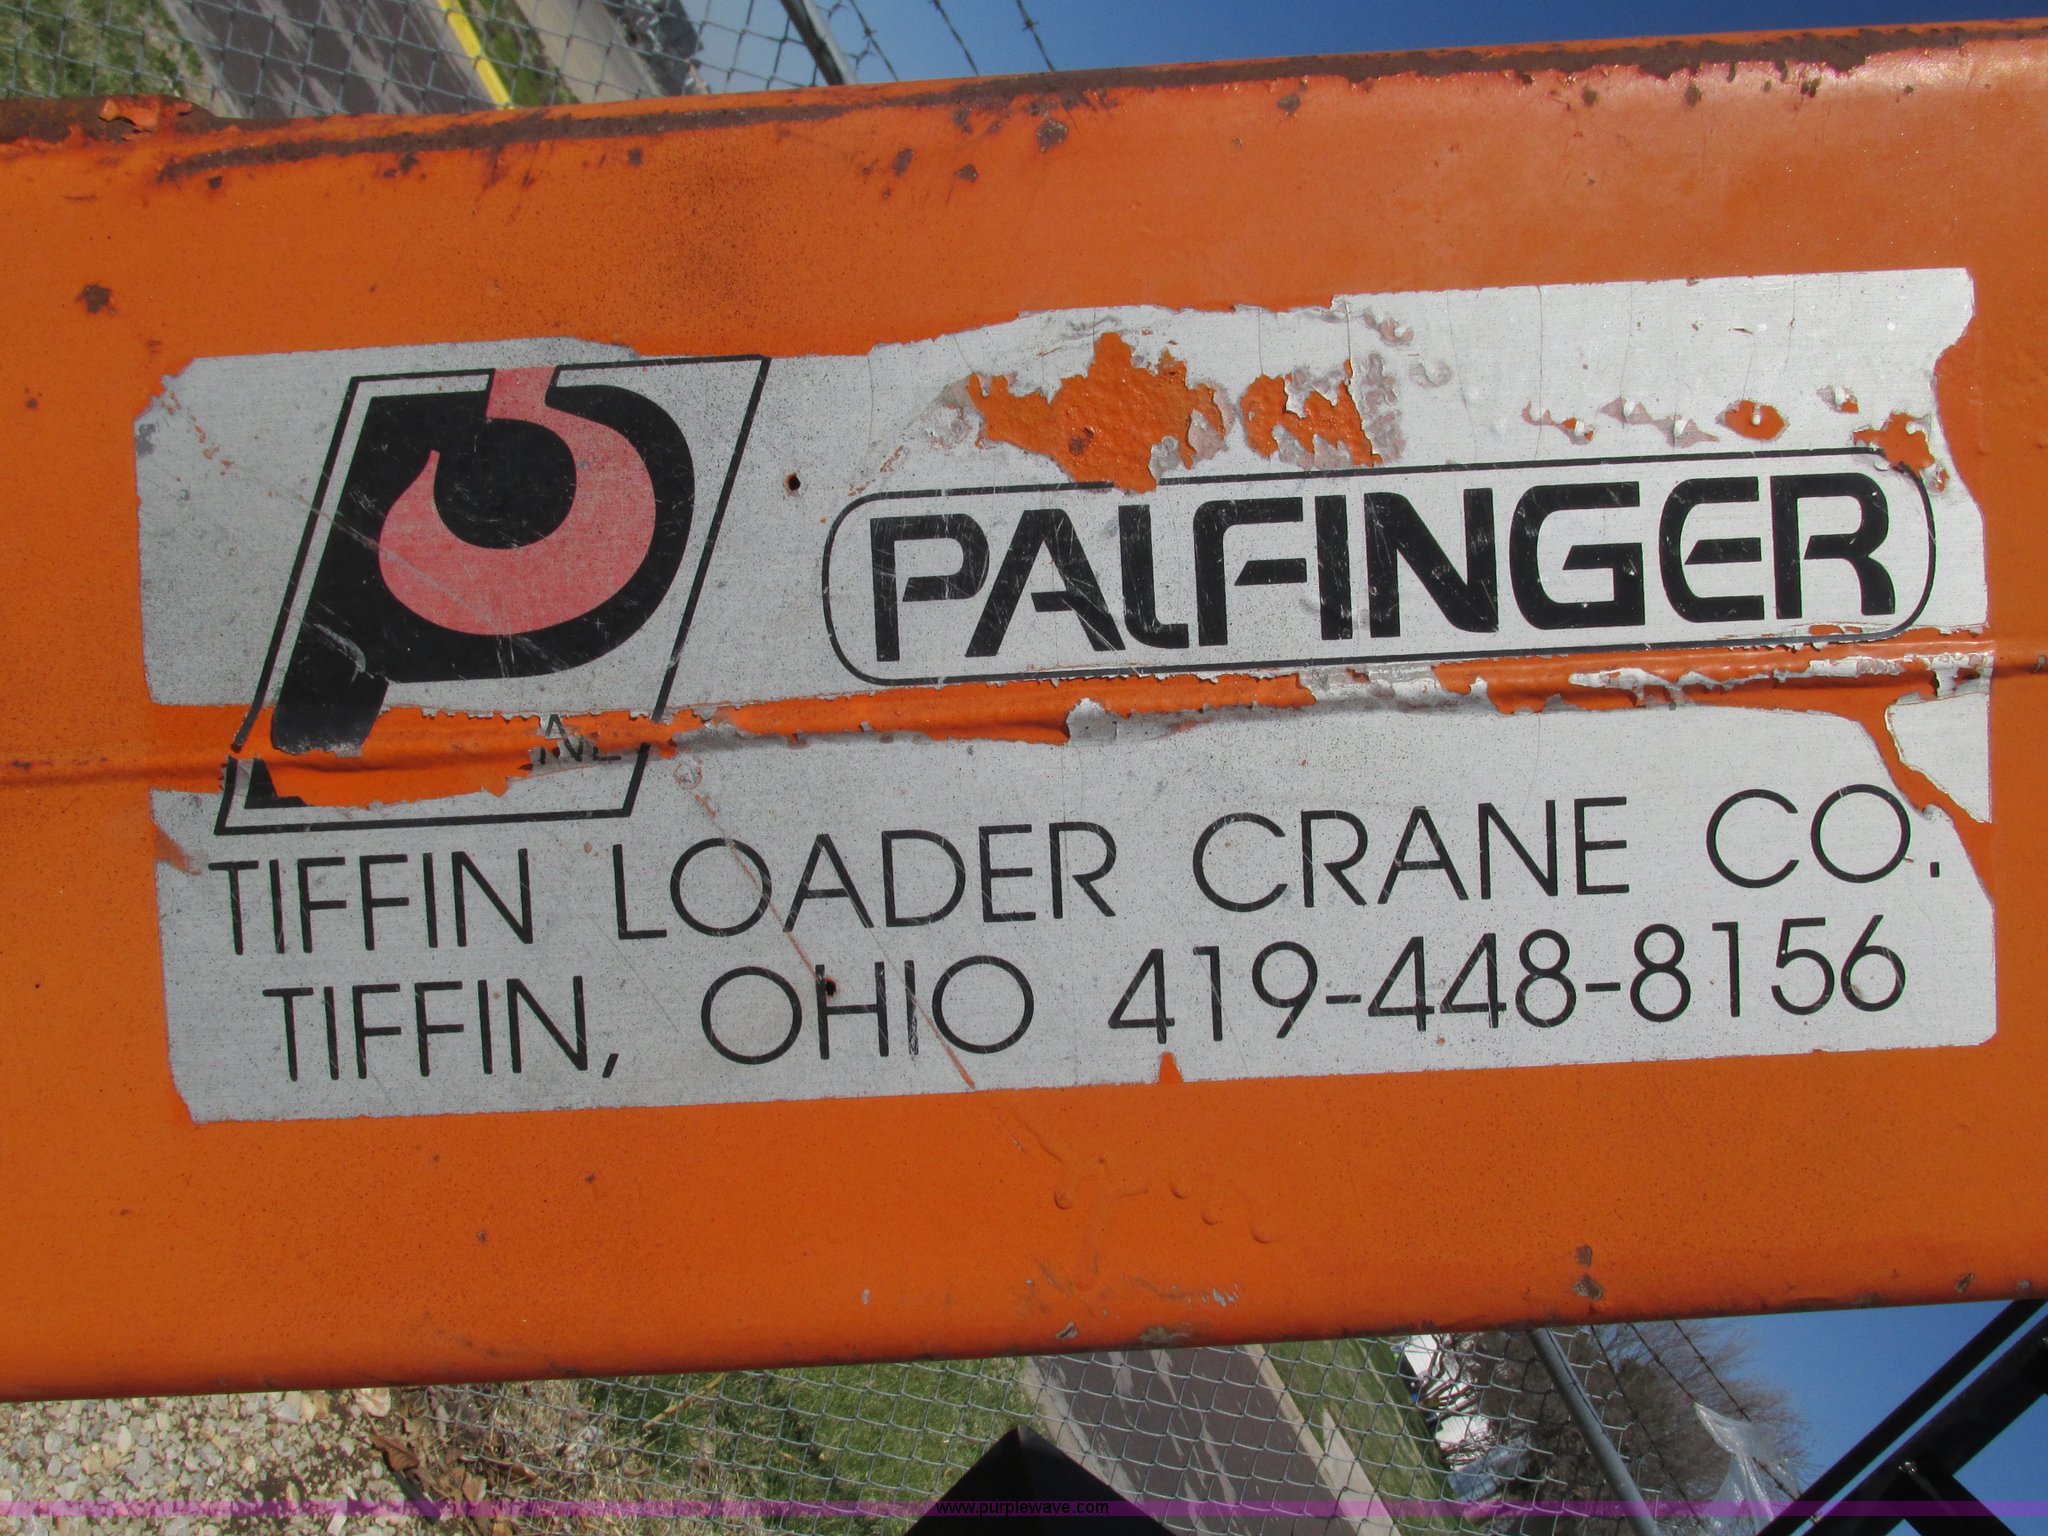 PALFINGER
TIFFIN LOADER CRANE CO.
TIFFIN, OHIO 419-448-8156
www.purplewave.com